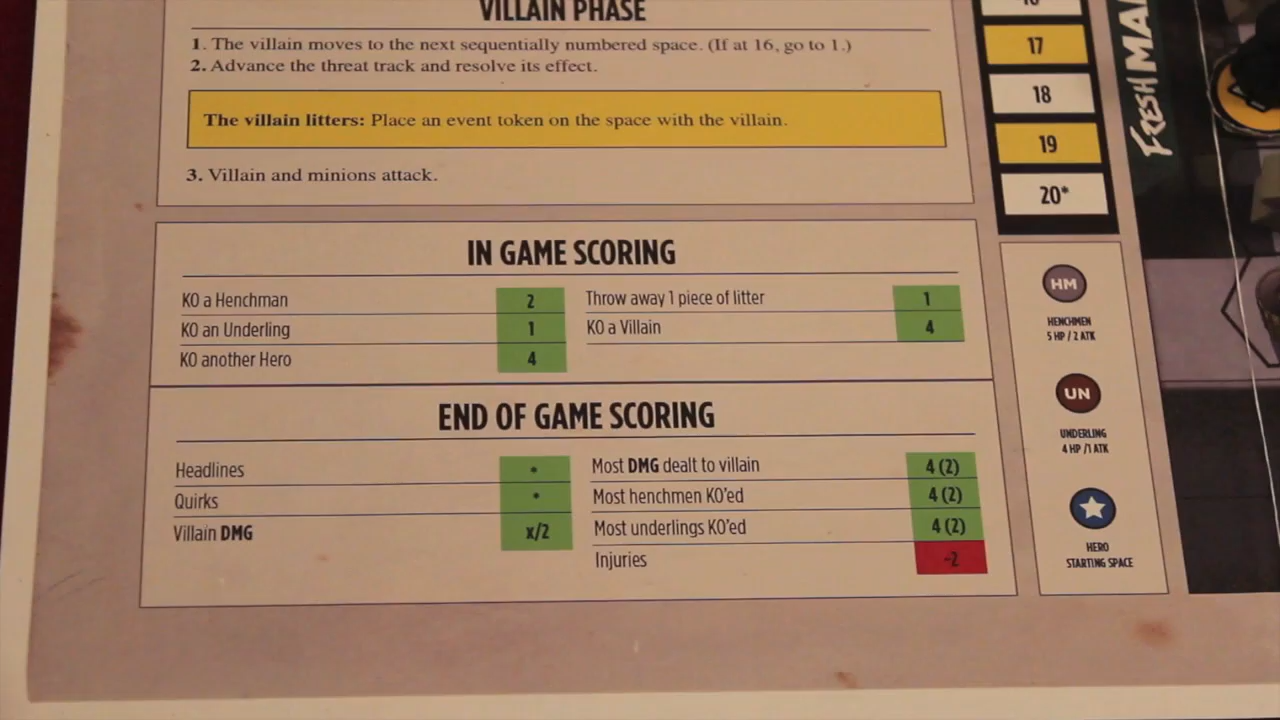 VILLAIN PHASE
1. The villain moves to the next sequentially numbered space. (If at 16, go to 1.)
2. Advance the threat track and resolve its effect.
The villain litters: Place an event token on the space with the villain.
3. Villain and minions attack.
IN GAME SCORING
KO a Henchman 2
KO an Underling 1
KO another Hero 4
Throw away 1 piece of litter 1
KO a Villain 4
END OF GAME SCORING
Headlines *
Quirks *
Villain DMG x/2
Most DMG dealt to villain 4 (2)
Most henchmen KO'ed 4 (2)
Most underlings KO'ed 4 (2)
Injuries -2
17
18
19
20*
HM
HENCHMEN
5 HP / 2 ATK
UN
UNDERLING
4 HP /1 ATK
HERO
STARTING SPACE